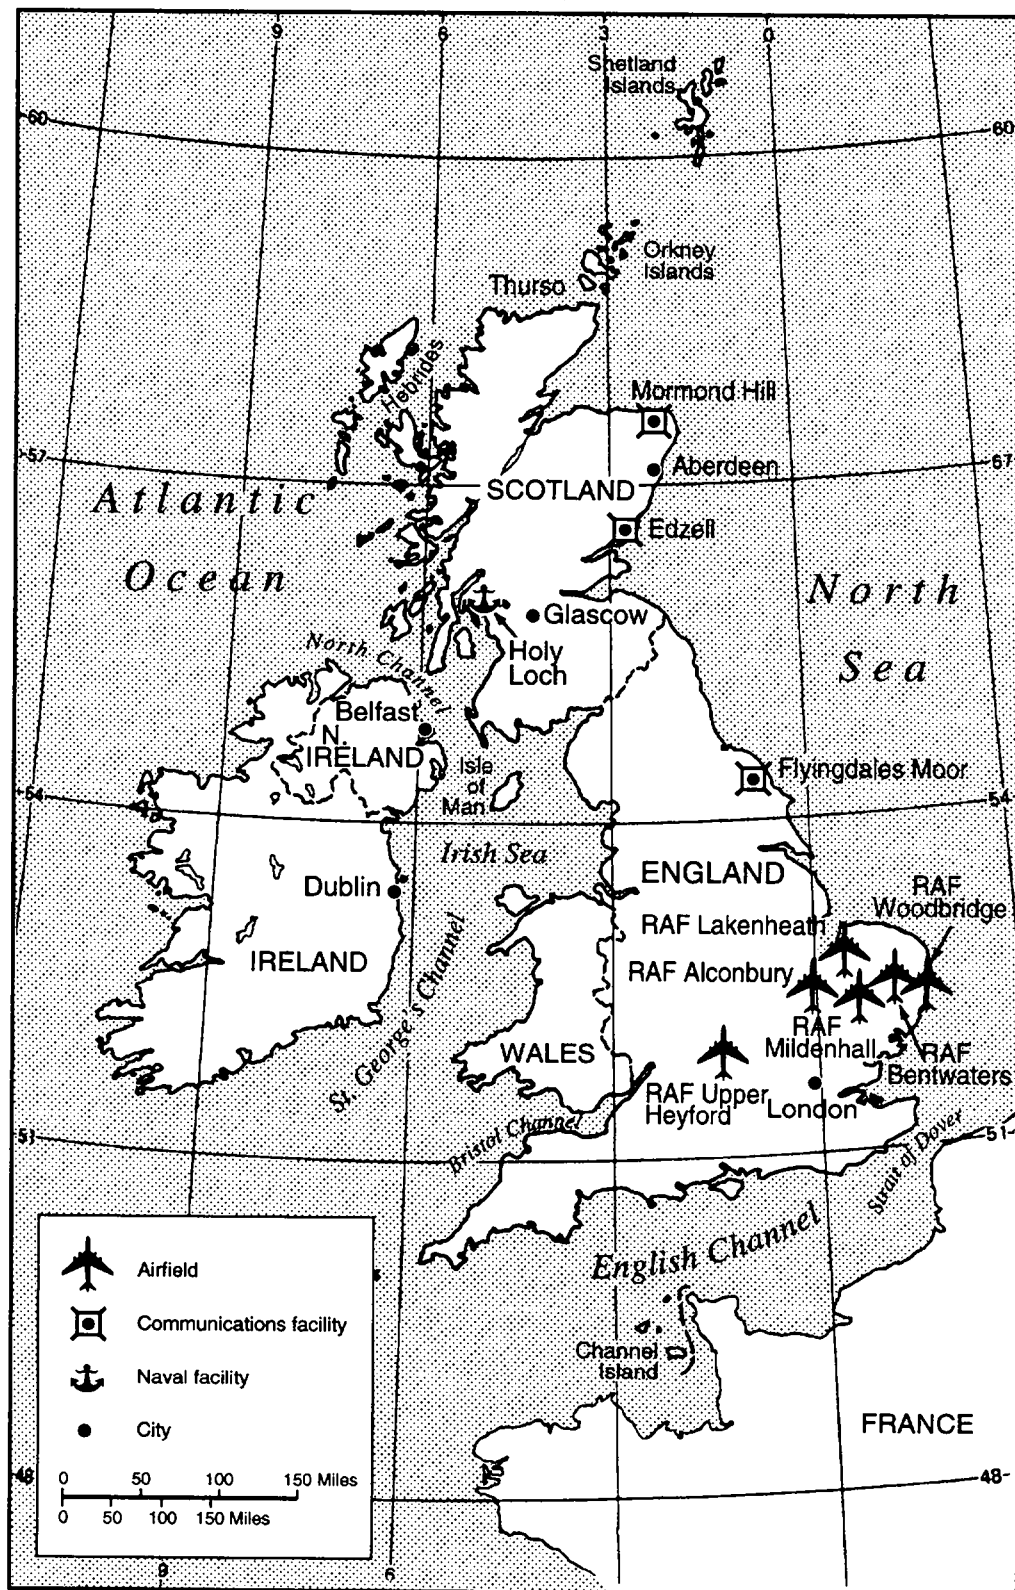 9
6
3
0
Shetland
Islands
60
60
Orkney
Islands
Thurso
Hebrides
Mormond Hill
57
57
Aberdeen
Atlantic
Ocean
SCOTLAND
Edzell
North
Sea
Glascow
Holy
Loch
North Channel
Belfast
N.
IRELAND
Isle
of
Man
Flyingdales Moor
54
54
Irish Sea
ENGLAND
RAF
Woodbridge
Dublin
RAF Lakenheath
RAF Alconbury
IRELAND
St. George's Channel
RAF
Mildenhall
WALES
RAF
Bentwaters
RAF Upper
Heyford
London
Bristol Channel
51
51
Strait of Dover
English Channel
Airfield
Communications facility
Channel
Island
Naval facility
City
FRANCE
48
48
0 50 100 150 Miles
0 50 100 150 Miles
9
6